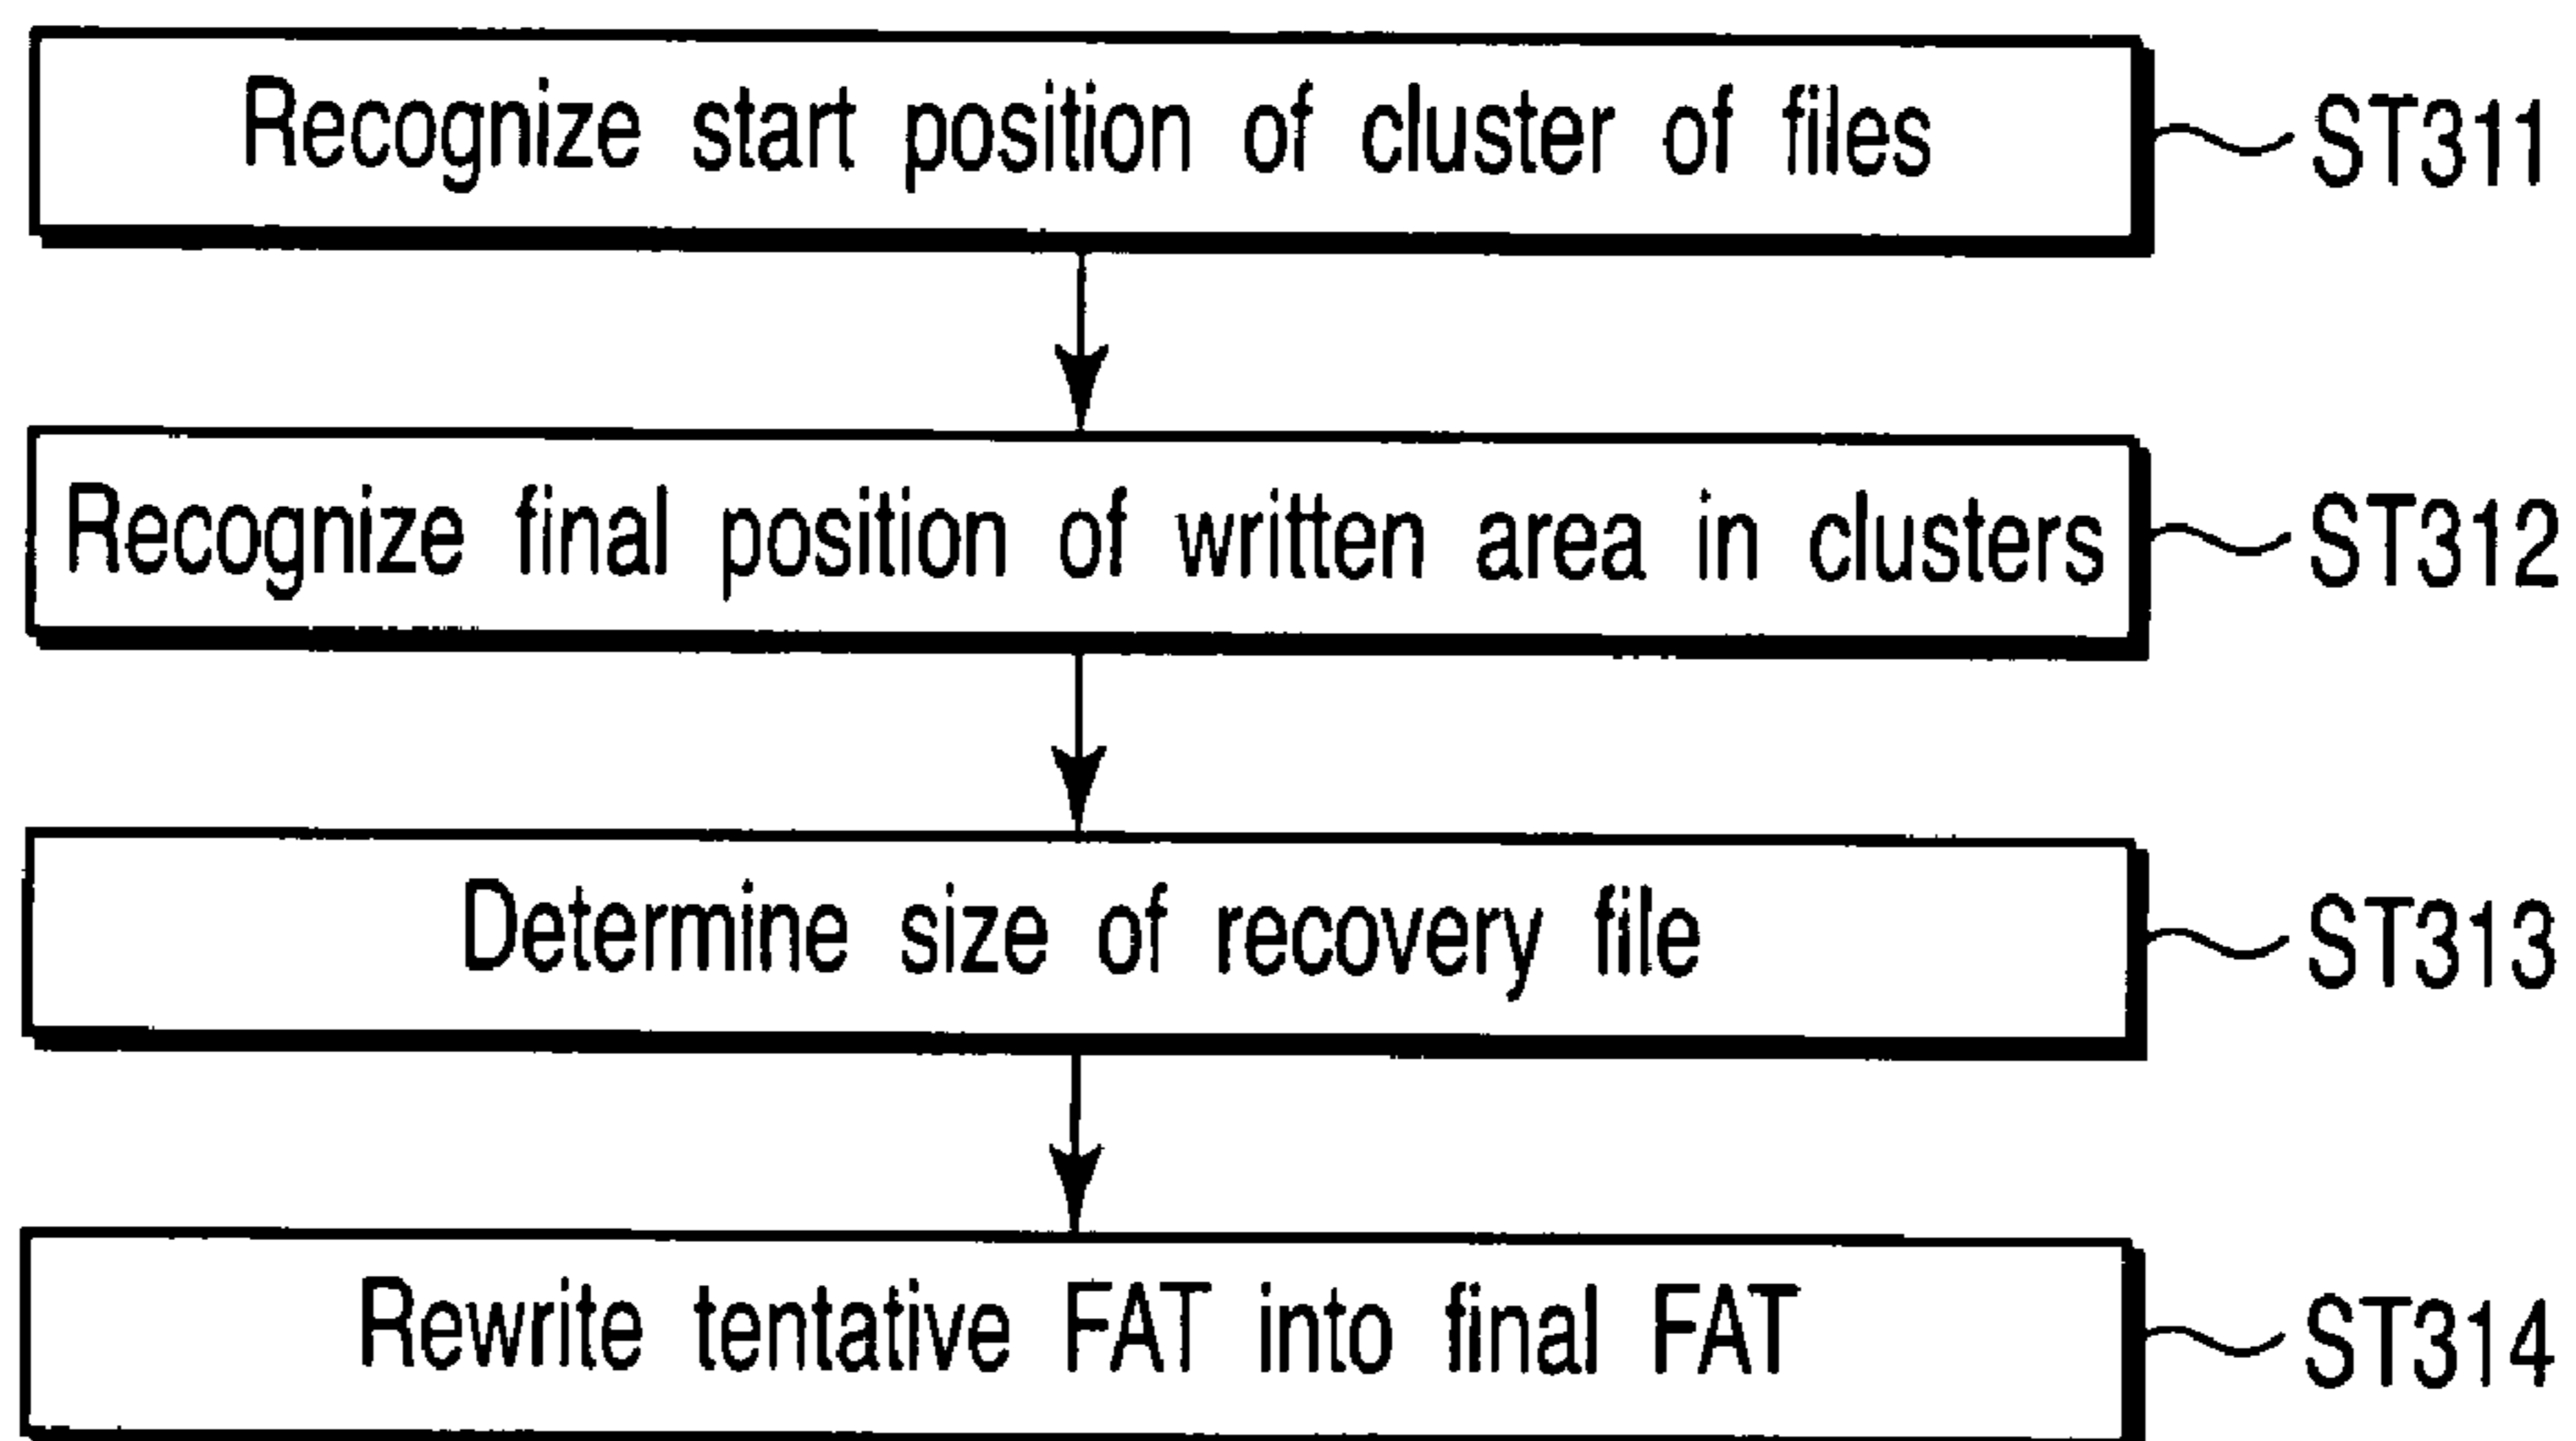 Recognize start position of cluster of files ST311
Recognize final position of written area in clusters ST312
Determine size of recovery file ST313
Rewrite tentative FAT into final FAT ST314